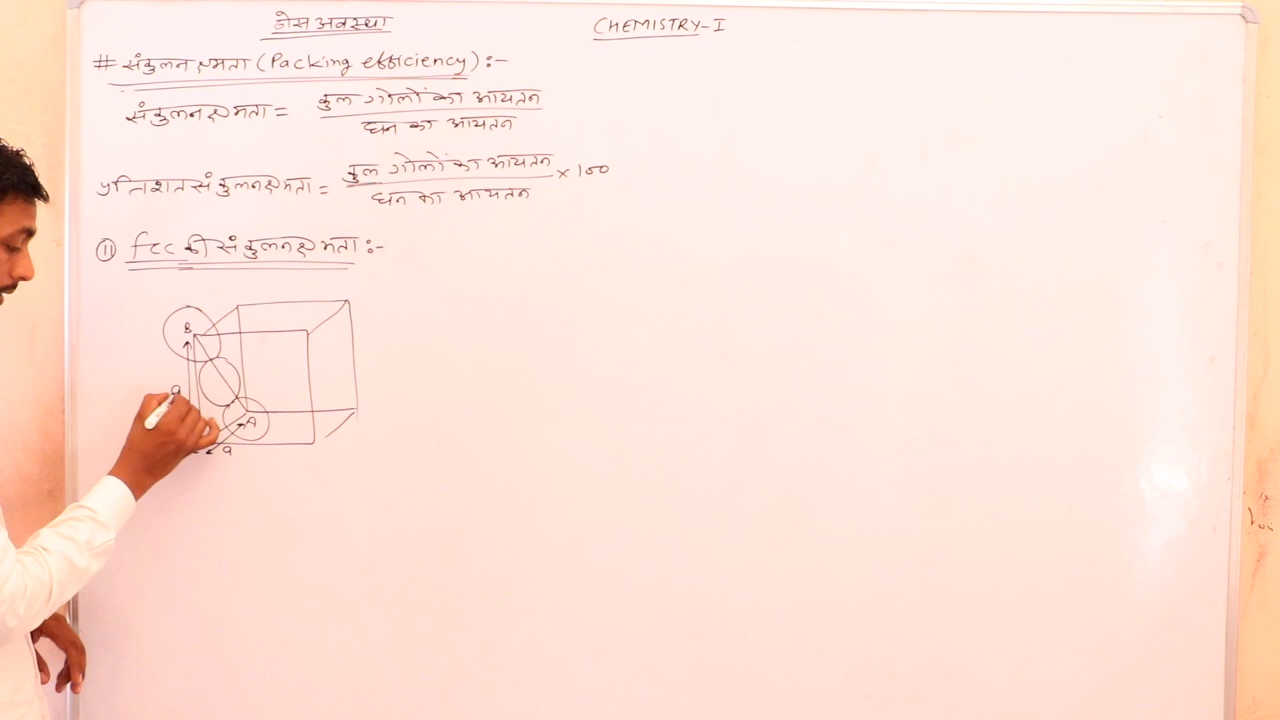 ठोस अवस्था
CHEMISTRY-I
# संकुलन क्षमता (Packing efficiency) :-
संकुलन क्षमता = कुल गोलों का आयतन
घन का आयतन
प्रतिशत संकुलन क्षमता = कुल गोलों का आयतन × 100
घन का आयतन
(11) fcc की संकुलन क्षमता :-
B
a
A
a